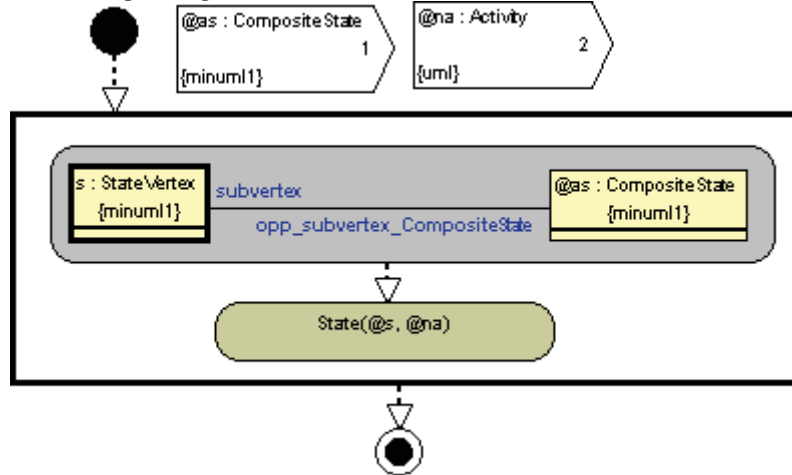 @as : CompositeState
1
{minuml1}
@na : Activity
2
{uml}
s : StateVertex
{minuml1}
subvertex
opp_subvertex_CompositeState
@as : CompositeState
{minuml1}
State(@s, @na)